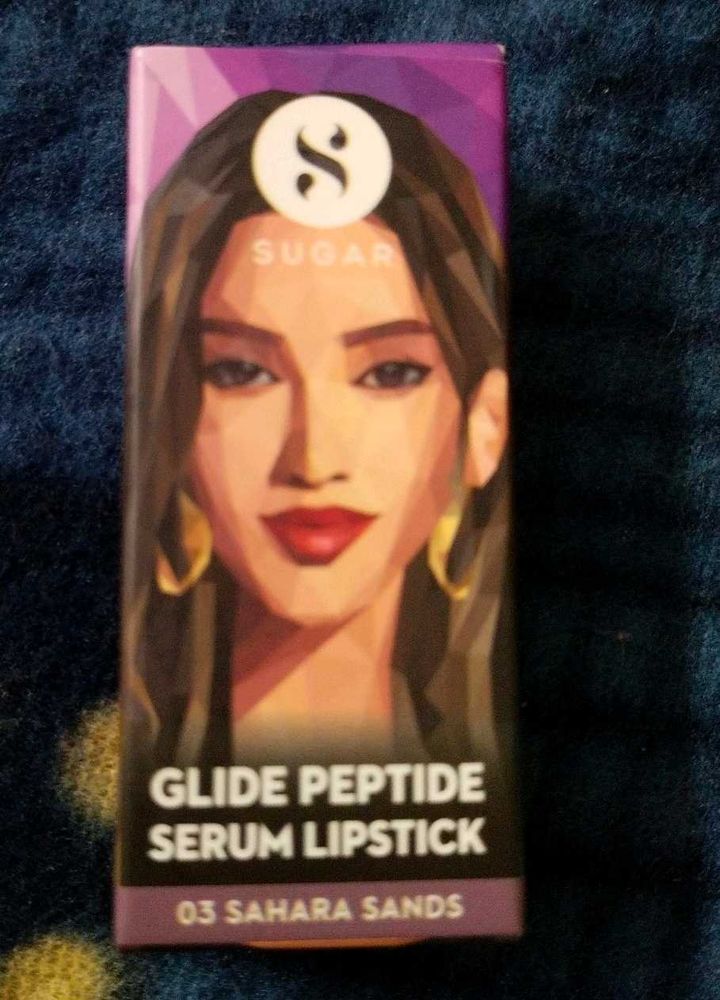 SUGAR
GLIDE PEPTIDE
SERUM LIPSTICK
03 SAHARA SANDS